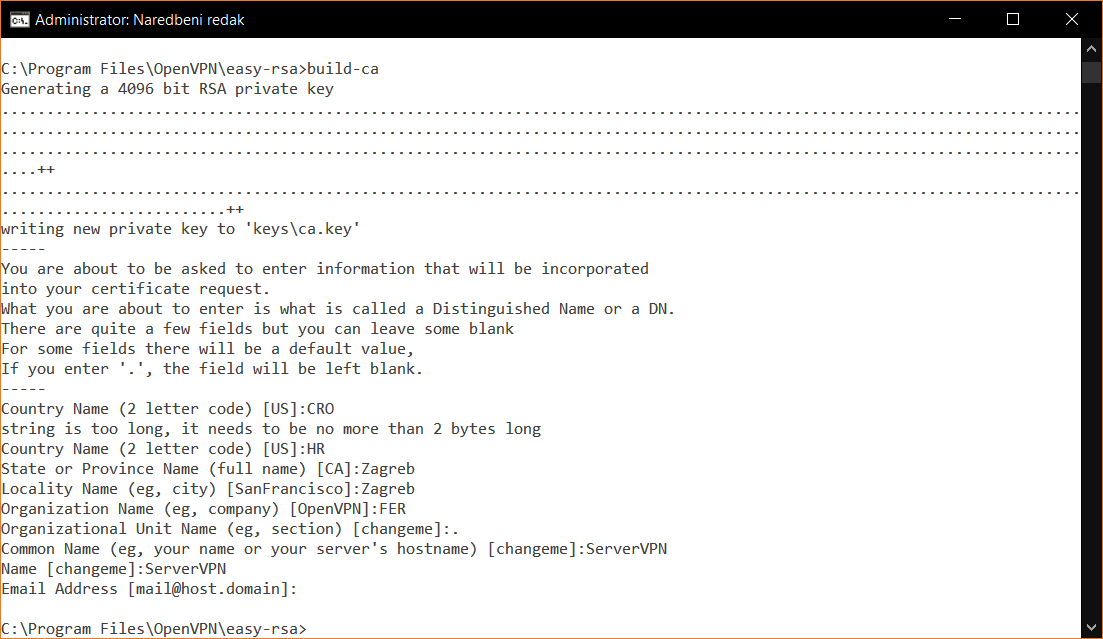 Administrator: Naredbeni redak
C:\Program Files\OpenVPN\easy-rsa>build-ca
Generating a 4096 bit RSA private key
........................................................................................................................
........................................................................................................................
........................................................................................................................
....++
........................................................................................................................
.........................++
writing new private key to 'keys\ca.key'
-----
You are about to be asked to enter information that will be incorporated
into your certificate request.
What you are about to enter is what is called a Distinguished Name or a DN.
There are quite a few fields but you can leave some blank
For some fields there will be a default value,
If you enter '.', the field will be left blank.
-----
Country Name (2 letter code) [US]:CRO
string is too long, it needs to be no more than 2 bytes long
Country Name (2 letter code) [US]:HR
State or Province Name (full name) [CA]:Zagreb
Locality Name (eg, city) [SanFrancisco]:Zagreb
Organization Name (eg, company) [OpenVPN]:FER
Organizational Unit Name (eg, section) [changeme]:.
Common Name (eg, your name or your server's hostname) [changeme]:ServerVPN
Name [changeme]:ServerVPN
Email Address [mail@host.domain]:
C:\Program Files\OpenVPN\easy-rsa>